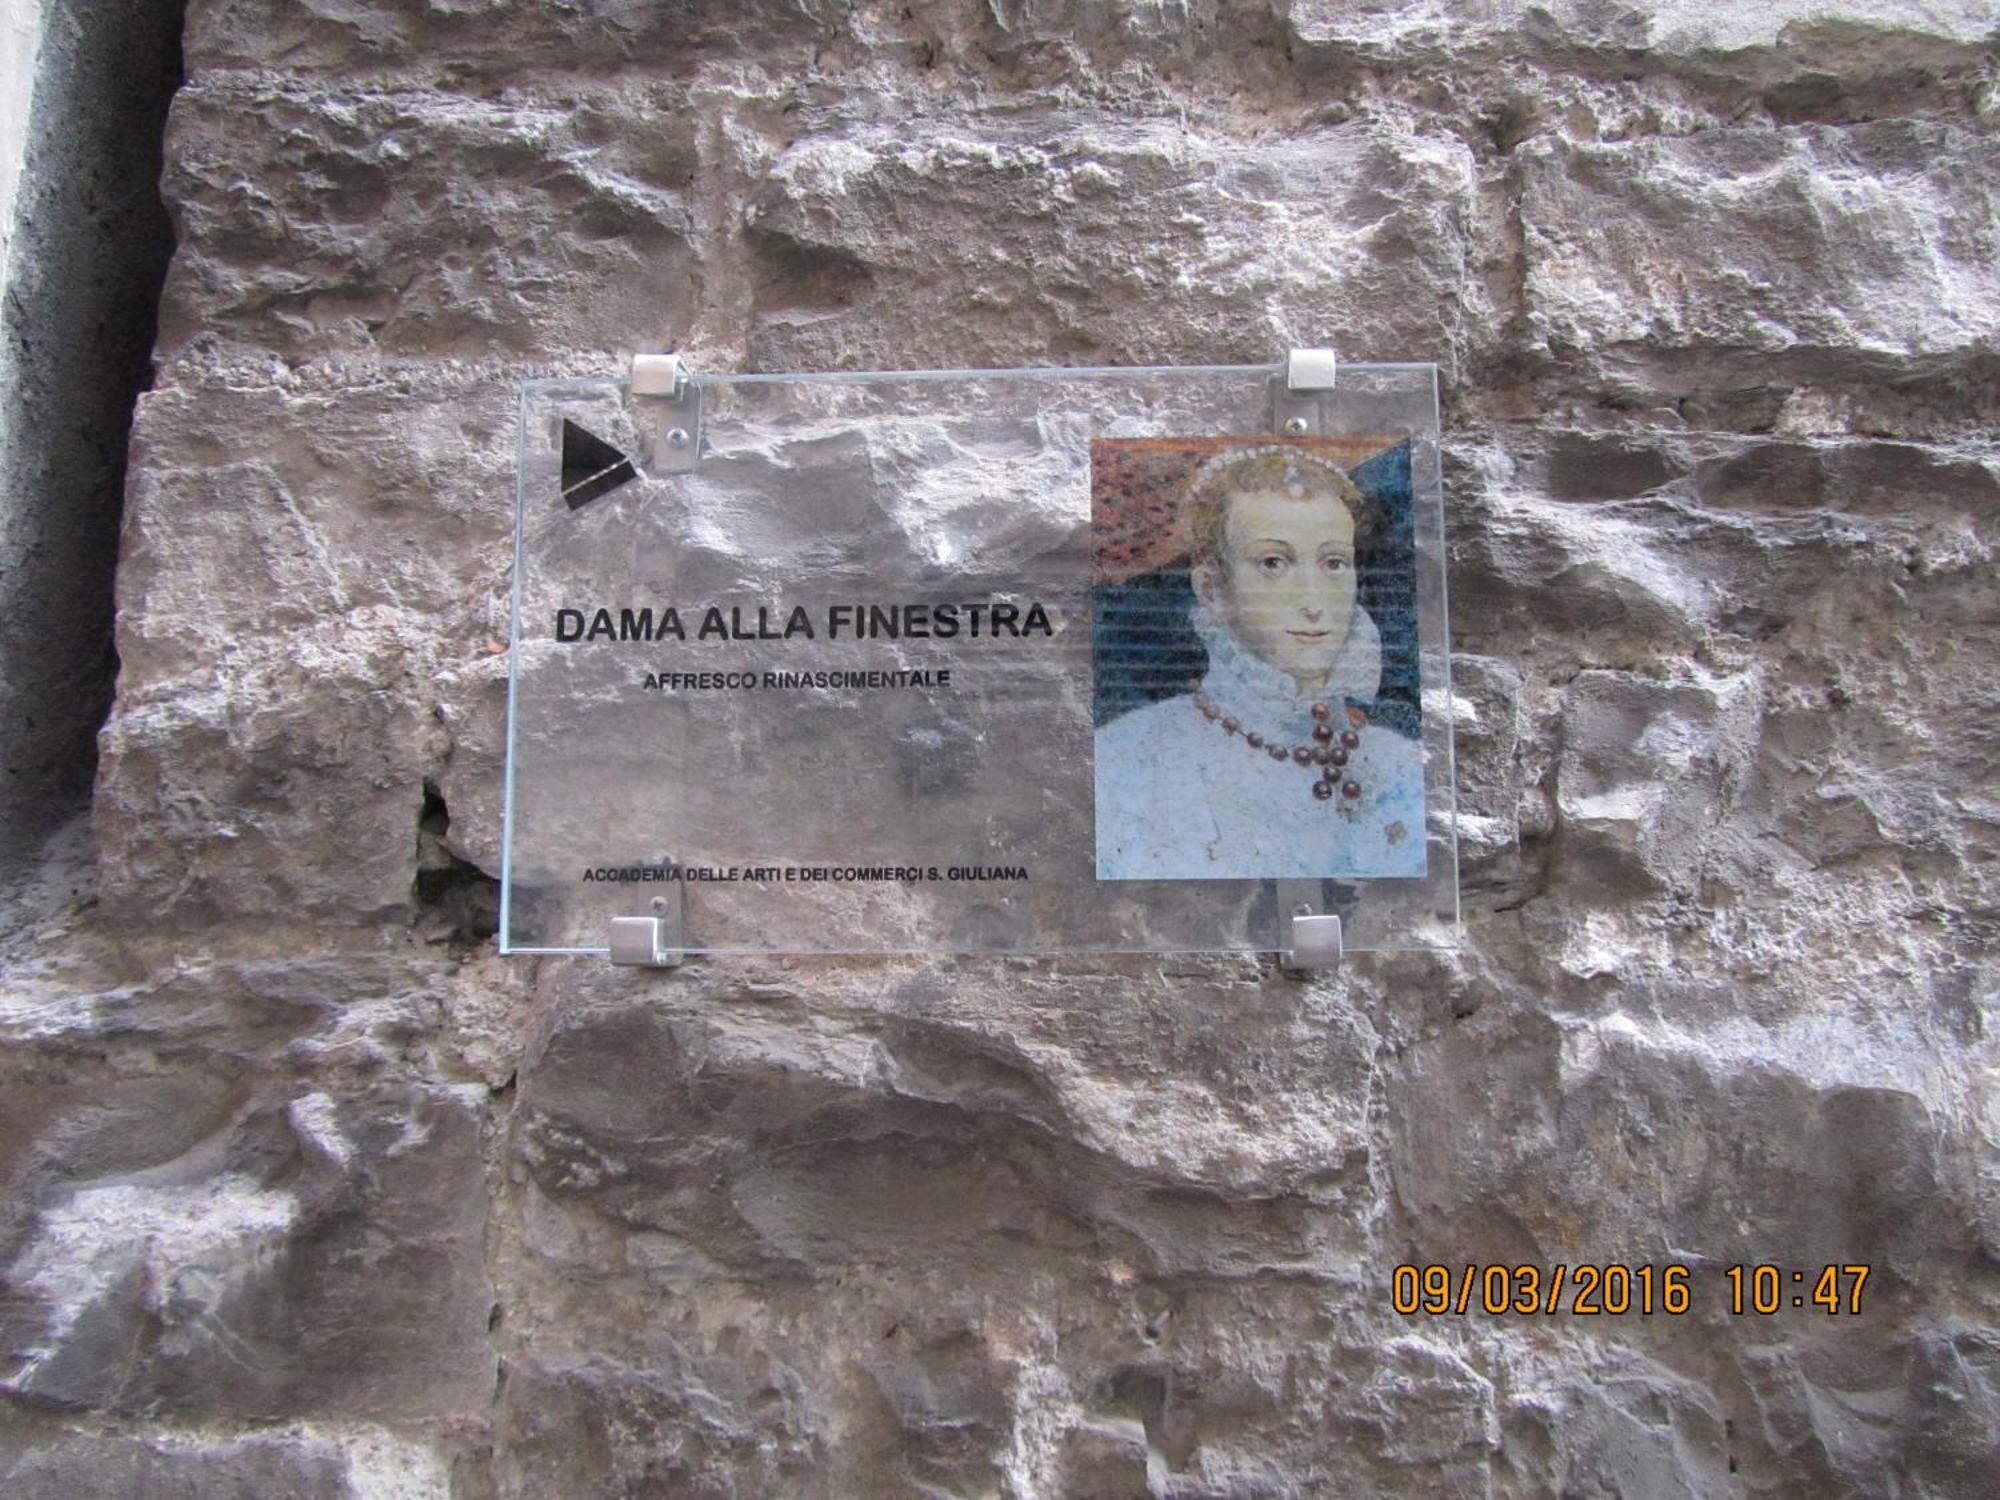 DAMA ALLA FINESTRA
AFFRESCO RINASCIMENTALE
ACCADEMIA DELLE ARTI E DEI COMMERCI S. GIULIANA
09/03/2016 10:47